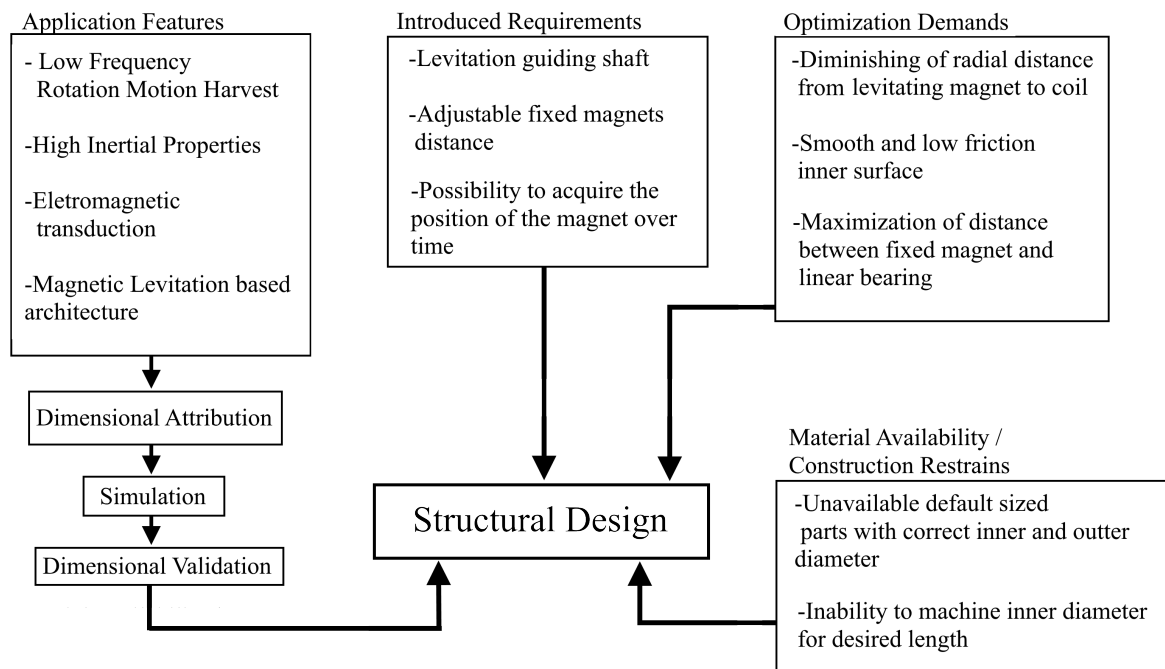 Application Features
- Low Frequency
Rotation Motion Harvest
-High Inertial Properties
-Eletromagnetic
transduction
-Magnetic Levitation based
architecture
Dimensional Attribution
Simulation
Dimensional Validation
Introduced Requirements
-Levitation guiding shaft
-Adjustable fixed magnets
distance
-Possibility to acquire the
position of the magnet over
time
Structural Design
Optimization Demands
-Diminishing of radial distance
from levitating magnet to coil
-Smooth and low friction
inner surface
-Maximization of distance
between fixed magnet and
linear bearing
Material Availability /
Construction Restrains
-Unavailable default sized
parts with correct inner and outter
diameter
-Inability to machine inner diameter
for desired length